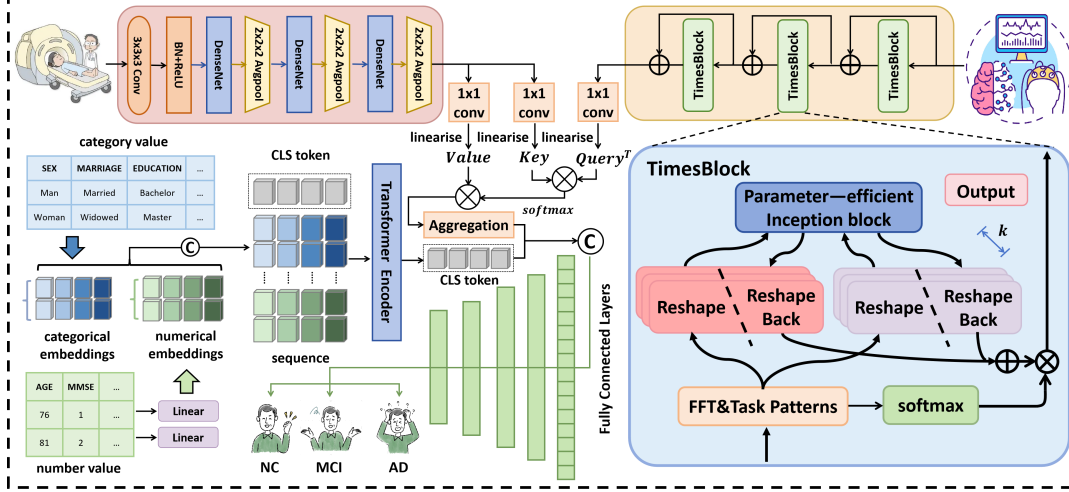 3x3x3 Conv
BN+ReLU
DenseNet
2x2x2 Avgpool
DenseNet
2x2x2 Avgpool
DenseNet
2x2x2 Avgpool
TimesBlock
TimesBlock
TimesBlock
1x1 conv
1x1 conv
1x1 conv
linearise
linearise
linearise
Value
Key
Query^T
softmax
category value
SEX MARRIAGE EDUCATION ...
Man Married Bachelor ...
Woman Widowed Master ...
C
categorical embeddings
numerical embeddings
AGE MMSE ...
76 1 ...
81 2 ...
number value
Linear
Linear
CLS token
sequence
Transformer Encoder
Aggregation
CLS token
C
Fully Connected Layers
NC
MCI
AD
TimesBlock
Parameter—efficient
Inception block
Output
k
Reshape
Reshape Back
Reshape
Reshape Back
FFT&Task Patterns
softmax